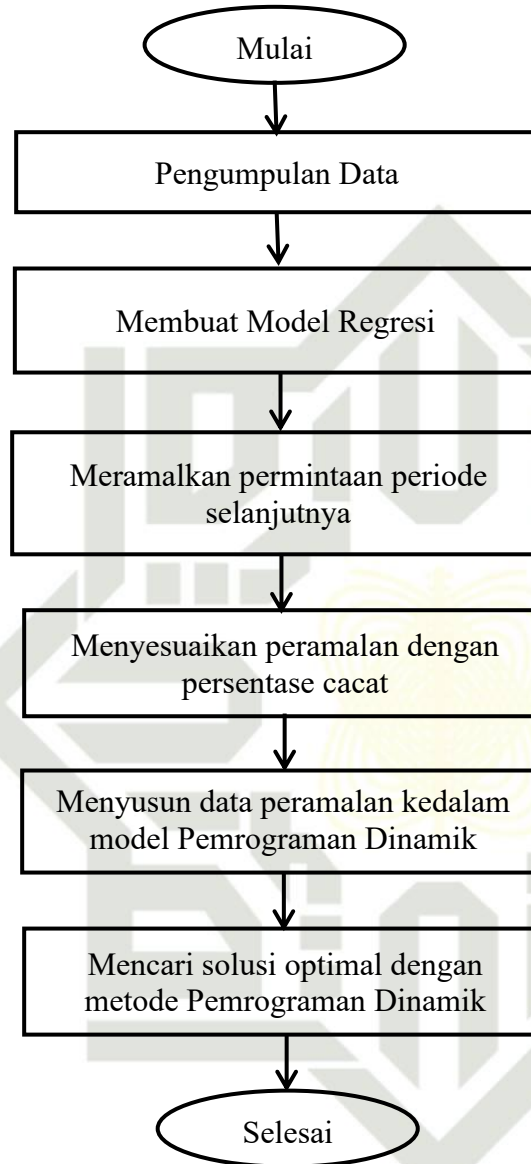 Mulai
Pengumpulan Data
Membuat Model Regresi
Meramalkan permintaan periode
selanjutnya
Menyesuaikan peramalan dengan
persentase cacat
Menyusun data peramalan kedalam
model Pemrograman Dinamik
Mencari solusi optimal dengan
metode Pemrograman Dinamik
Selesai